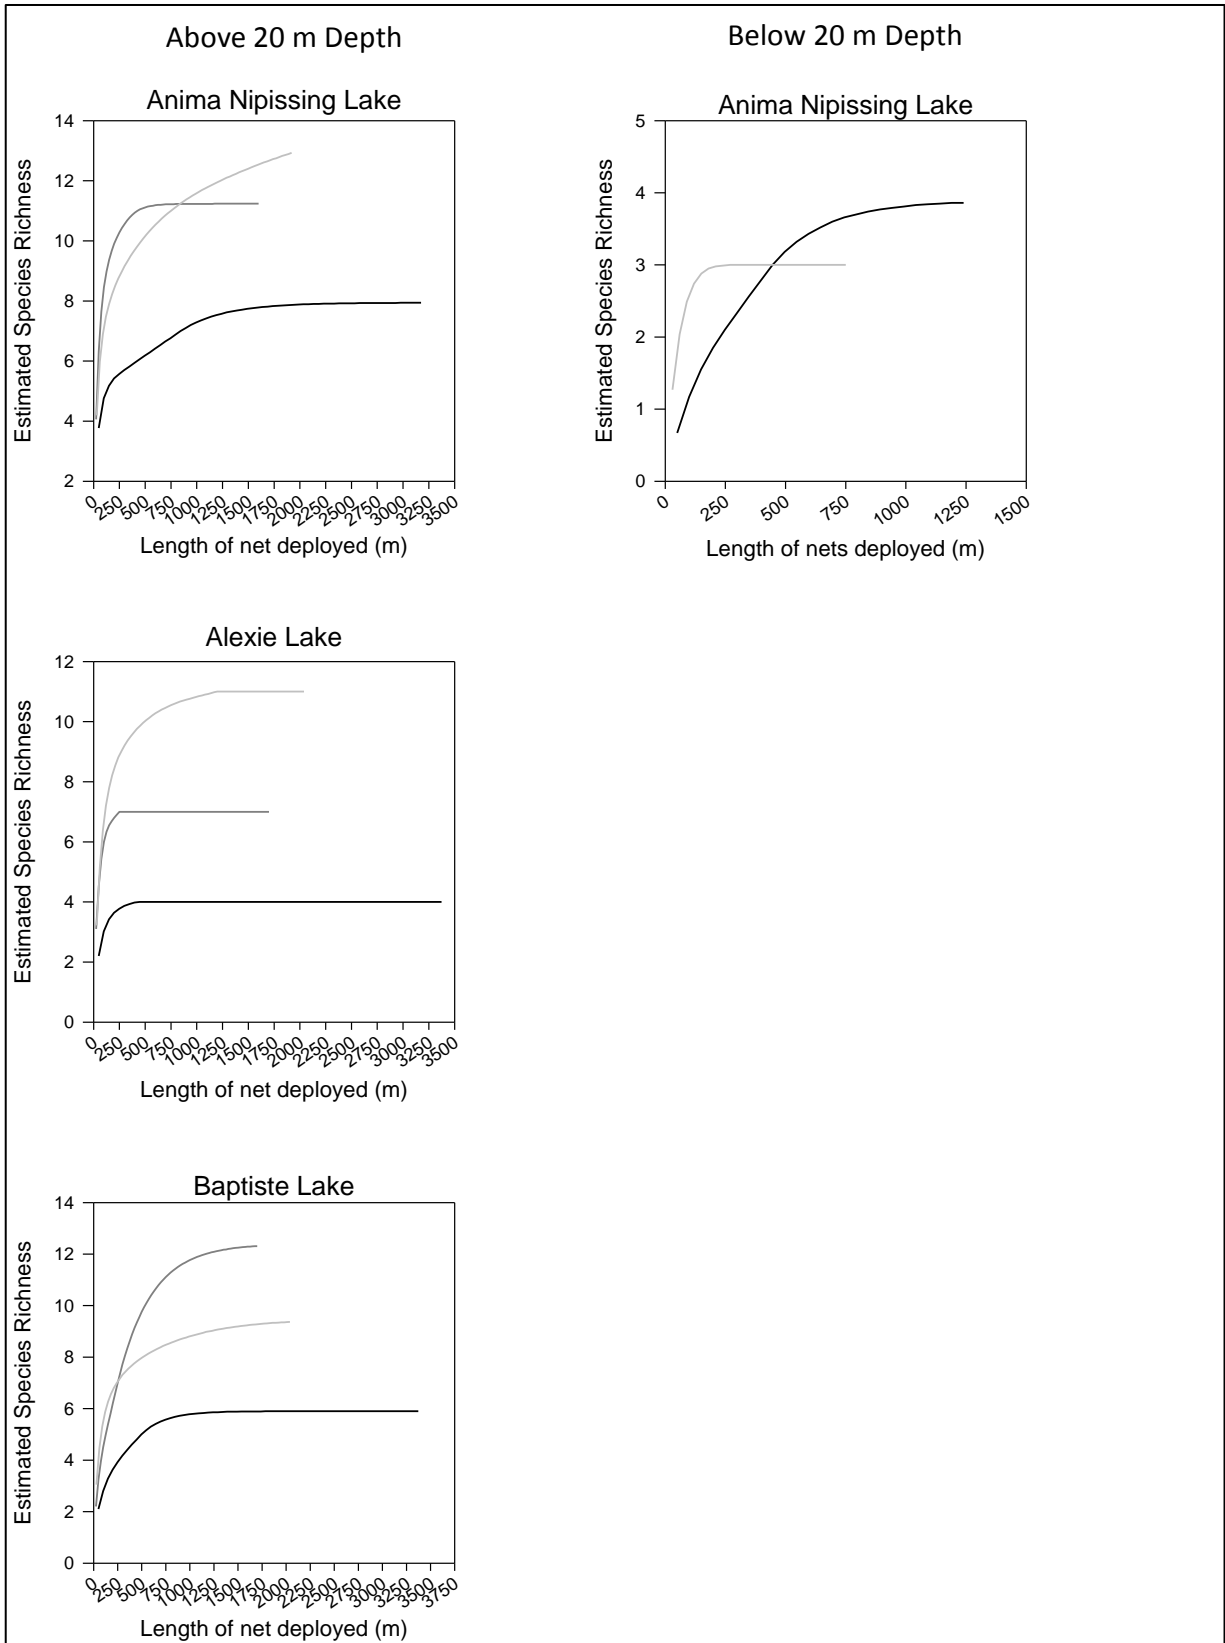 Above 20 m Depth
Below 20 m Depth
Anima Nipissing Lake
14
12
10
8
6
4
2
Estimated Species Richness
0 250 500 750 1000 1250 1500 1750 2000 2250 2500 2750 3000 3250 3500
Length of net deployed (m)
Anima Nipissing Lake
5
4
3
2
1
0
Estimated Species Richness
0 250 500 750 1000 1250 1500
Length of nets deployed (m)
Alexie Lake
12
10
8
6
4
2
0
Estimated Species Richness
0 250 500 750 1000 1250 1500 1750 2000 2250 2500 2750 3000 3250 3500
Length of net deployed (m)
Baptiste Lake
14
12
10
8
6
4
2
0
Estimated Species Richness
0 250 500 750 1000 1250 1500 1750 2000 2250 2500 2750 3000 3250 3500 3750
Length of net deployed (m)